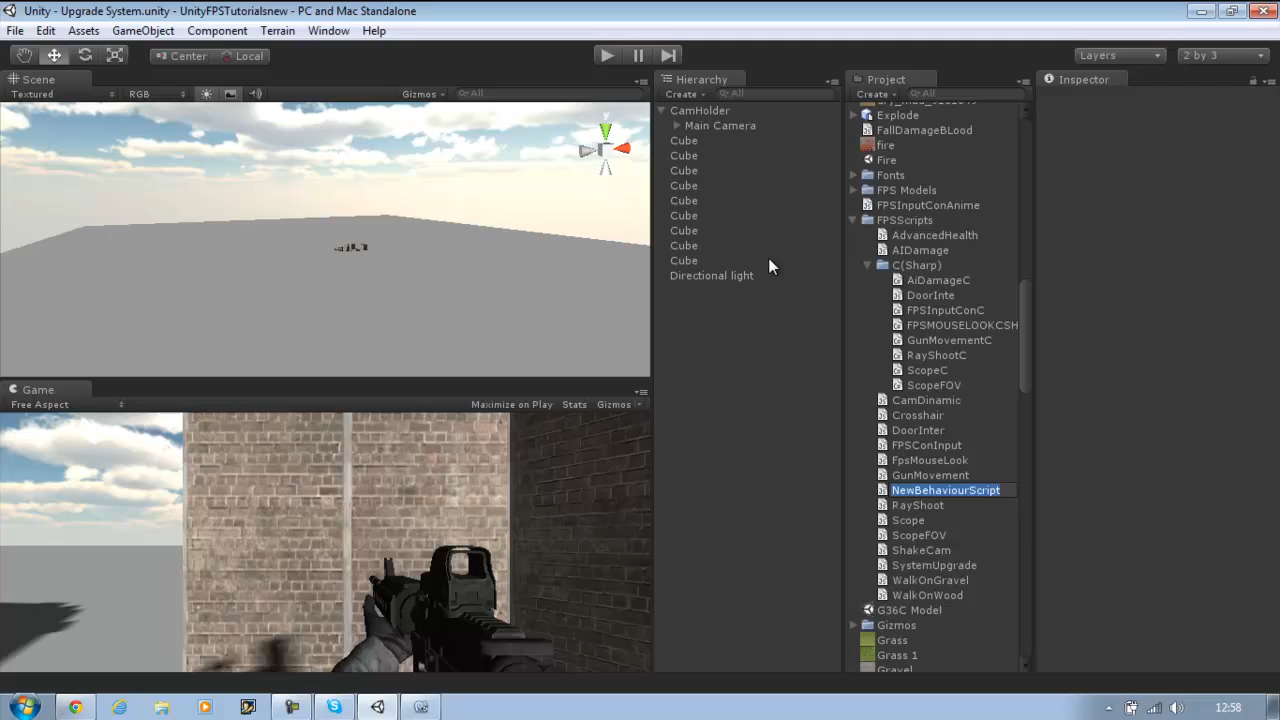 Unity - Upgrade System.unity - UnityFPSTutorialsnew - PC and Mac Standalone
File Edit Assets GameObject Component Terrain Window Help
Center Local Layers 2 by 3
Scene
Textured RGB Gizmos All
y
Game
Free Aspect Maximize on Play Stats Gizmos
Hierarchy
Create All
CamHolder
Main Camera
Cube
Cube
Cube
Cube
Cube
Cube
Cube
Cube
Cube
Directional light
Project
Create All
Explode
FallDamageBLood
fire
Fire
Fonts
FPS Models
FPSInputConAnime
FPSScripts
AdvancedHealth
AIDamage
C(Sharp)
AiDamageC
DoorInte
FPSInputConC
FPSMOUSELOOKCSH
GunMovementC
RayShootC
ScopeC
ScopeFOV
CamDinamic
Crosshair
DoorInter
FPSConInput
FpsMouseLook
GunMovement
NewBehaviourScript
RayShoot
Scope
ScopeFOV
ShakeCam
SystemUpgrade
WalkOnGravel
WalkOnWood
G36C Model
Gizmos
Grass
Grass 1
Gravel
Inspector
12:58